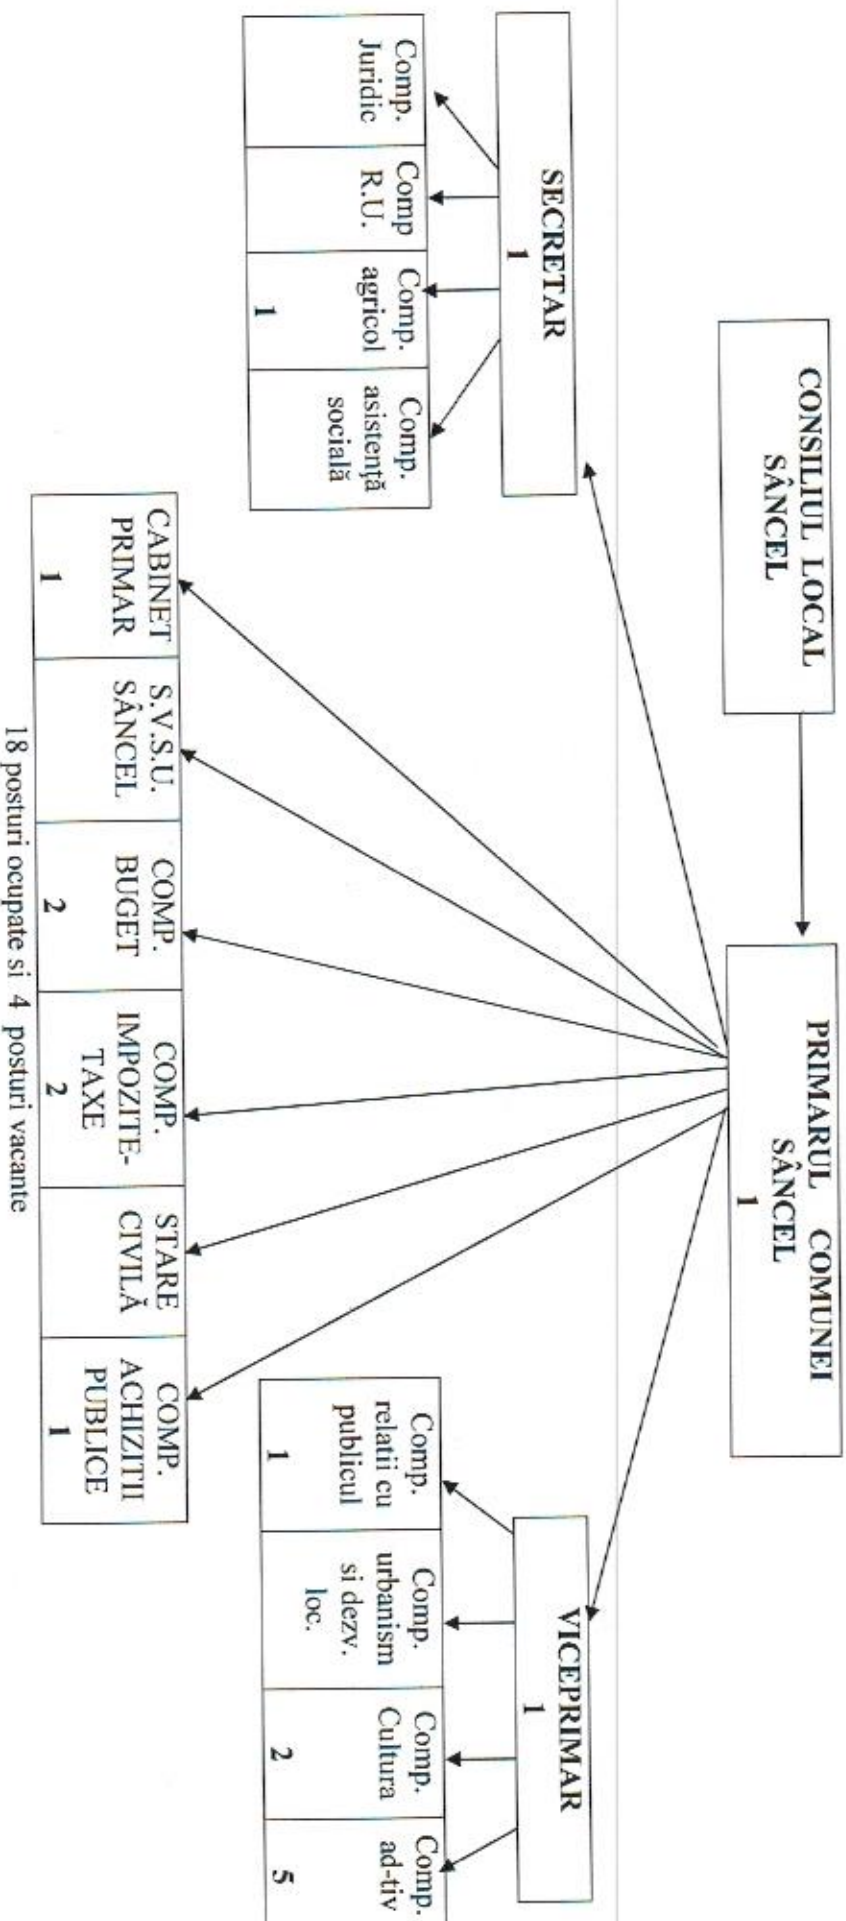 CONSILIUL LOCAL
SÂNCEL
PRIMARUL COMUNEI
SÂNCEL
1
SECRETAR
1
VICEPRIMAR
1
Comp.
Juridic
Comp
R.U.
Comp.
agricol
1
Comp.
asistenţă
socială
Comp.
relatii cu
publicul
1
Comp.
urbanism
si dezv.
loc.
Comp.
Cultura
2
Comp.
ad-tiv
5
CABINET
PRIMAR
1
S.V.S.U.
SÂNCEL
COMP.
BUGET
2
COMP.
IMPOZITE-
TAXE
2
STARE
CIVILĂ
COMP.
ACHIZITII
PUBLICE
1
18 posturi ocupate si 4 posturi vacante